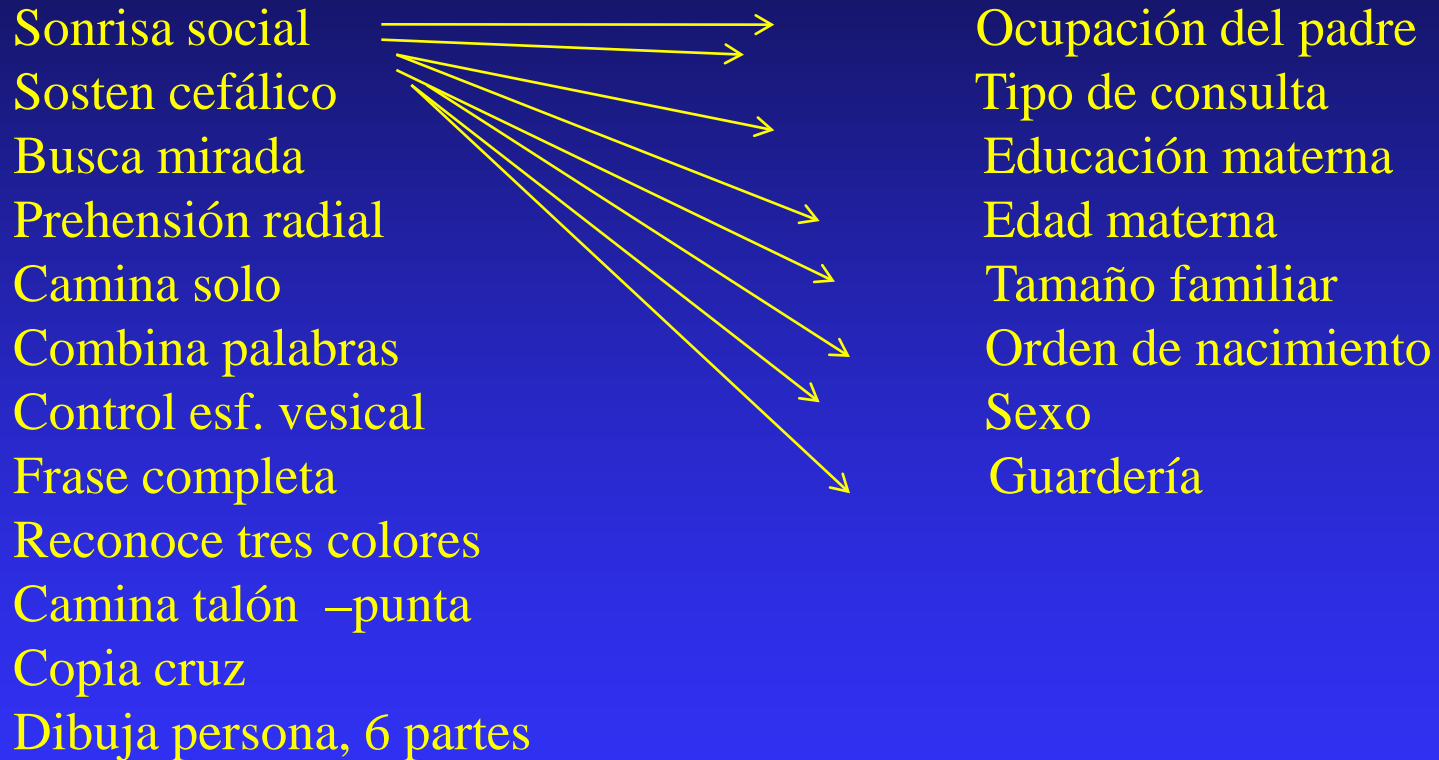 Sonrisa social Ocupación del padre
Sosten cefálico Tipo de consulta
Busca mirada Educación materna
Prehensión radial Edad materna
Camina solo Tamaño familiar
Combina palabras Orden de nacimiento
Control esf. vesical Sexo
Frase completa Guardería
Reconoce tres colores
Camina talón –punta
Copia cruz
Dibuja persona, 6 partes